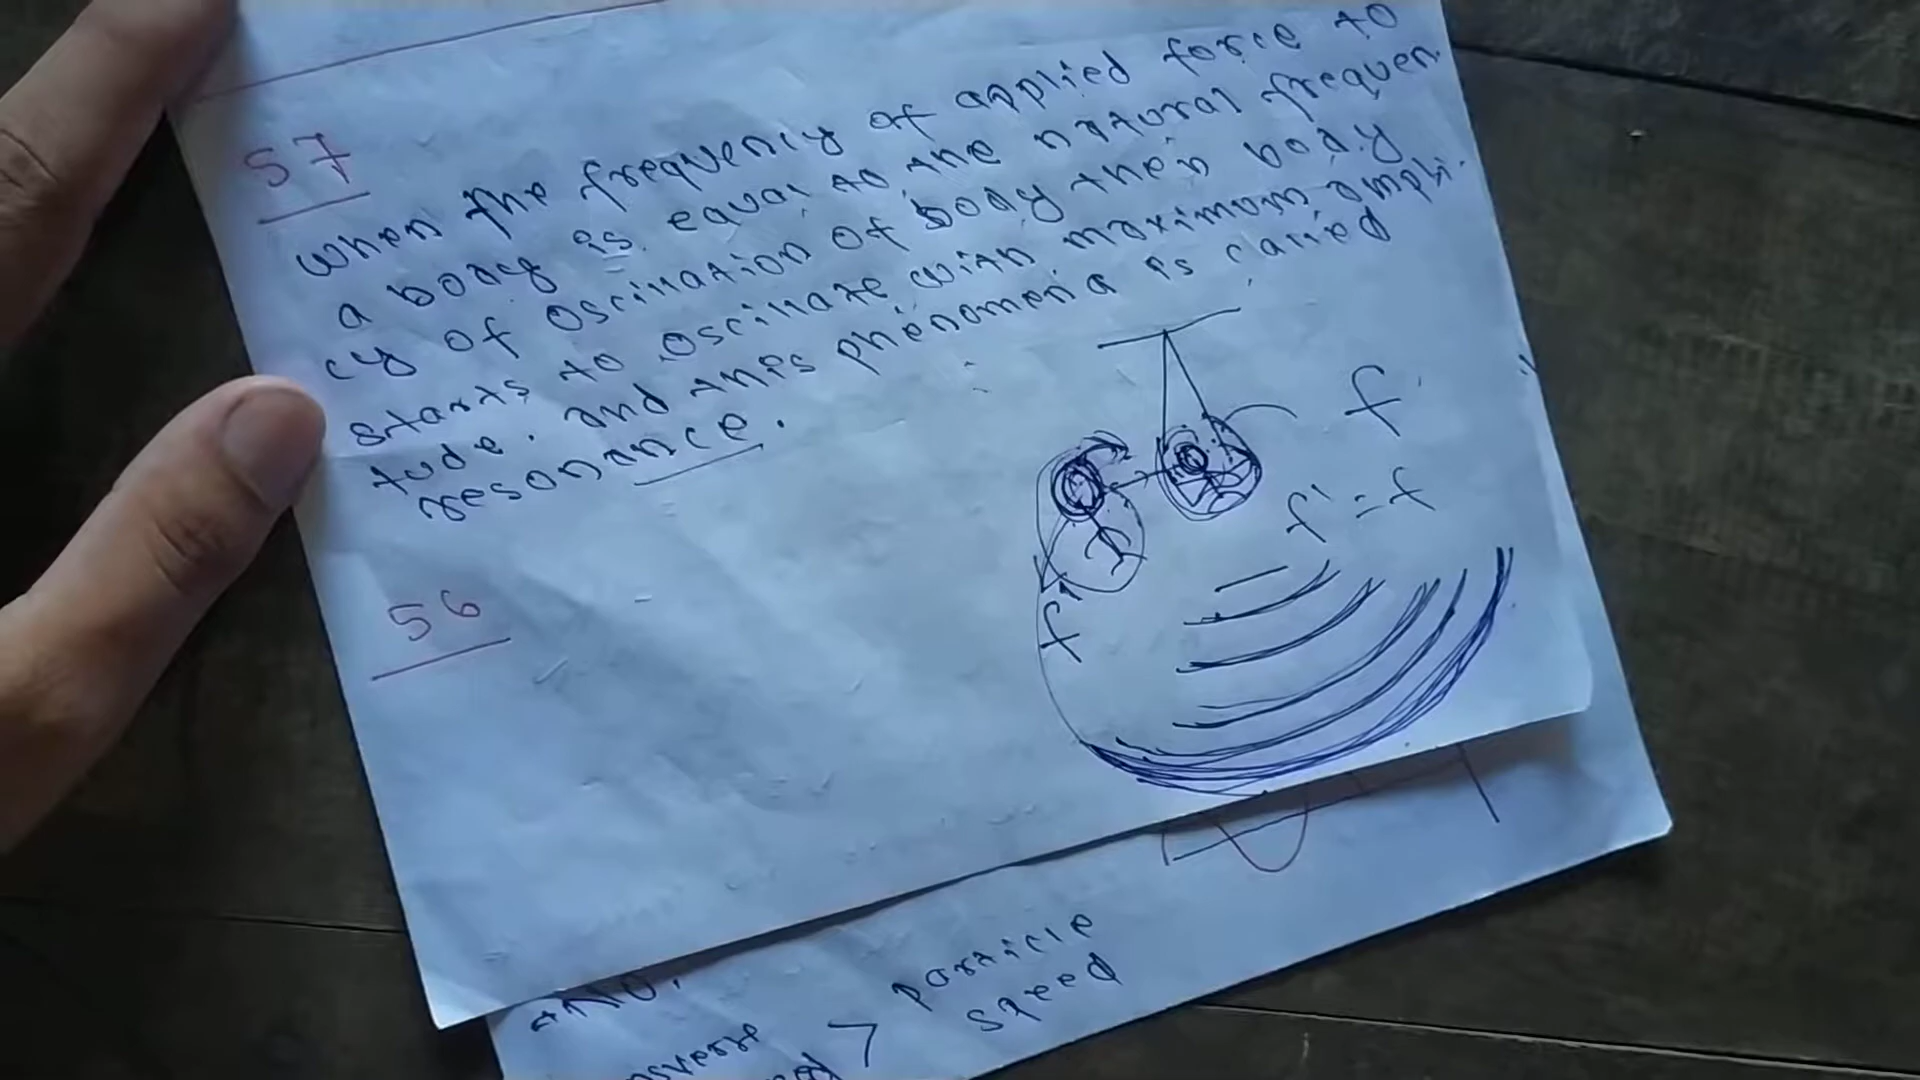 57
when the frequency of applied force to
a body is equal to the natural frequen
cy of oscillation of body then body
starts to oscillate with maximum ampli
tude. and this phenomena is called
resonance.
f
f' = f
f'
56
> particle
speed